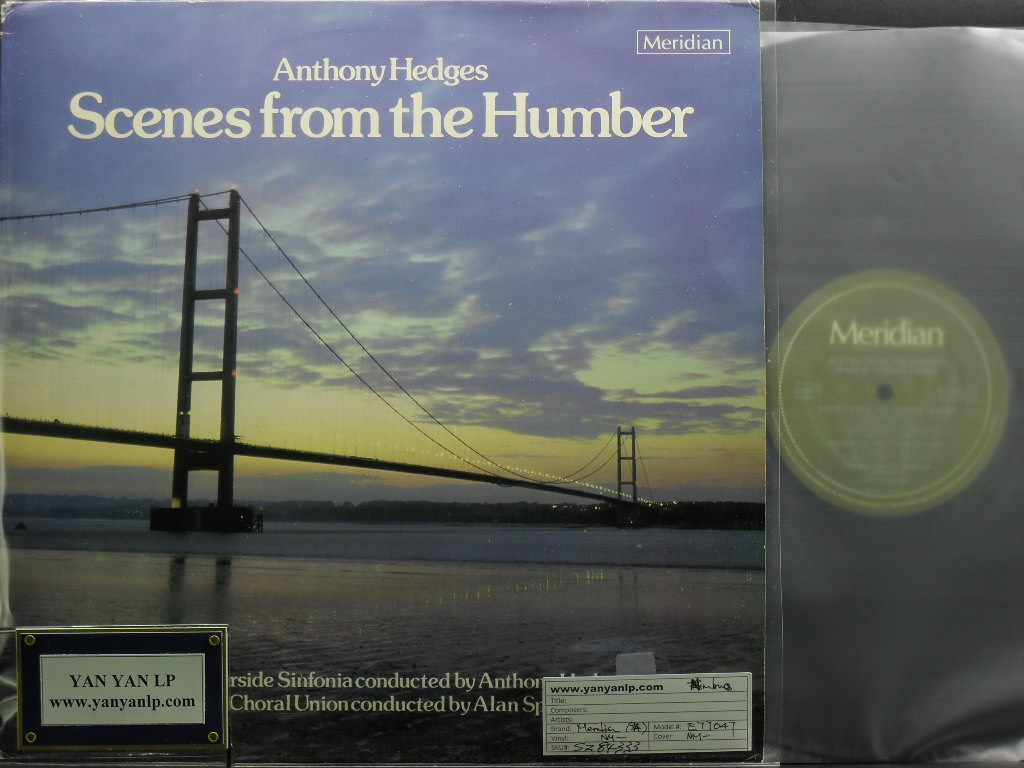 Meridian
Anthony Hedges
Scenes from the Humber
Meridian
rside Sinfonia conducted by Anthon
Choral Union conducted by Alan Sp
YAN YAN LP
www.yanyanlp.com
www.yanyanlp.com
Title:
Composers:
Artists:
Brand: Meridian Model #: E77047
Vinyl: NM- Cover: NM-
SKU#: SZ84333